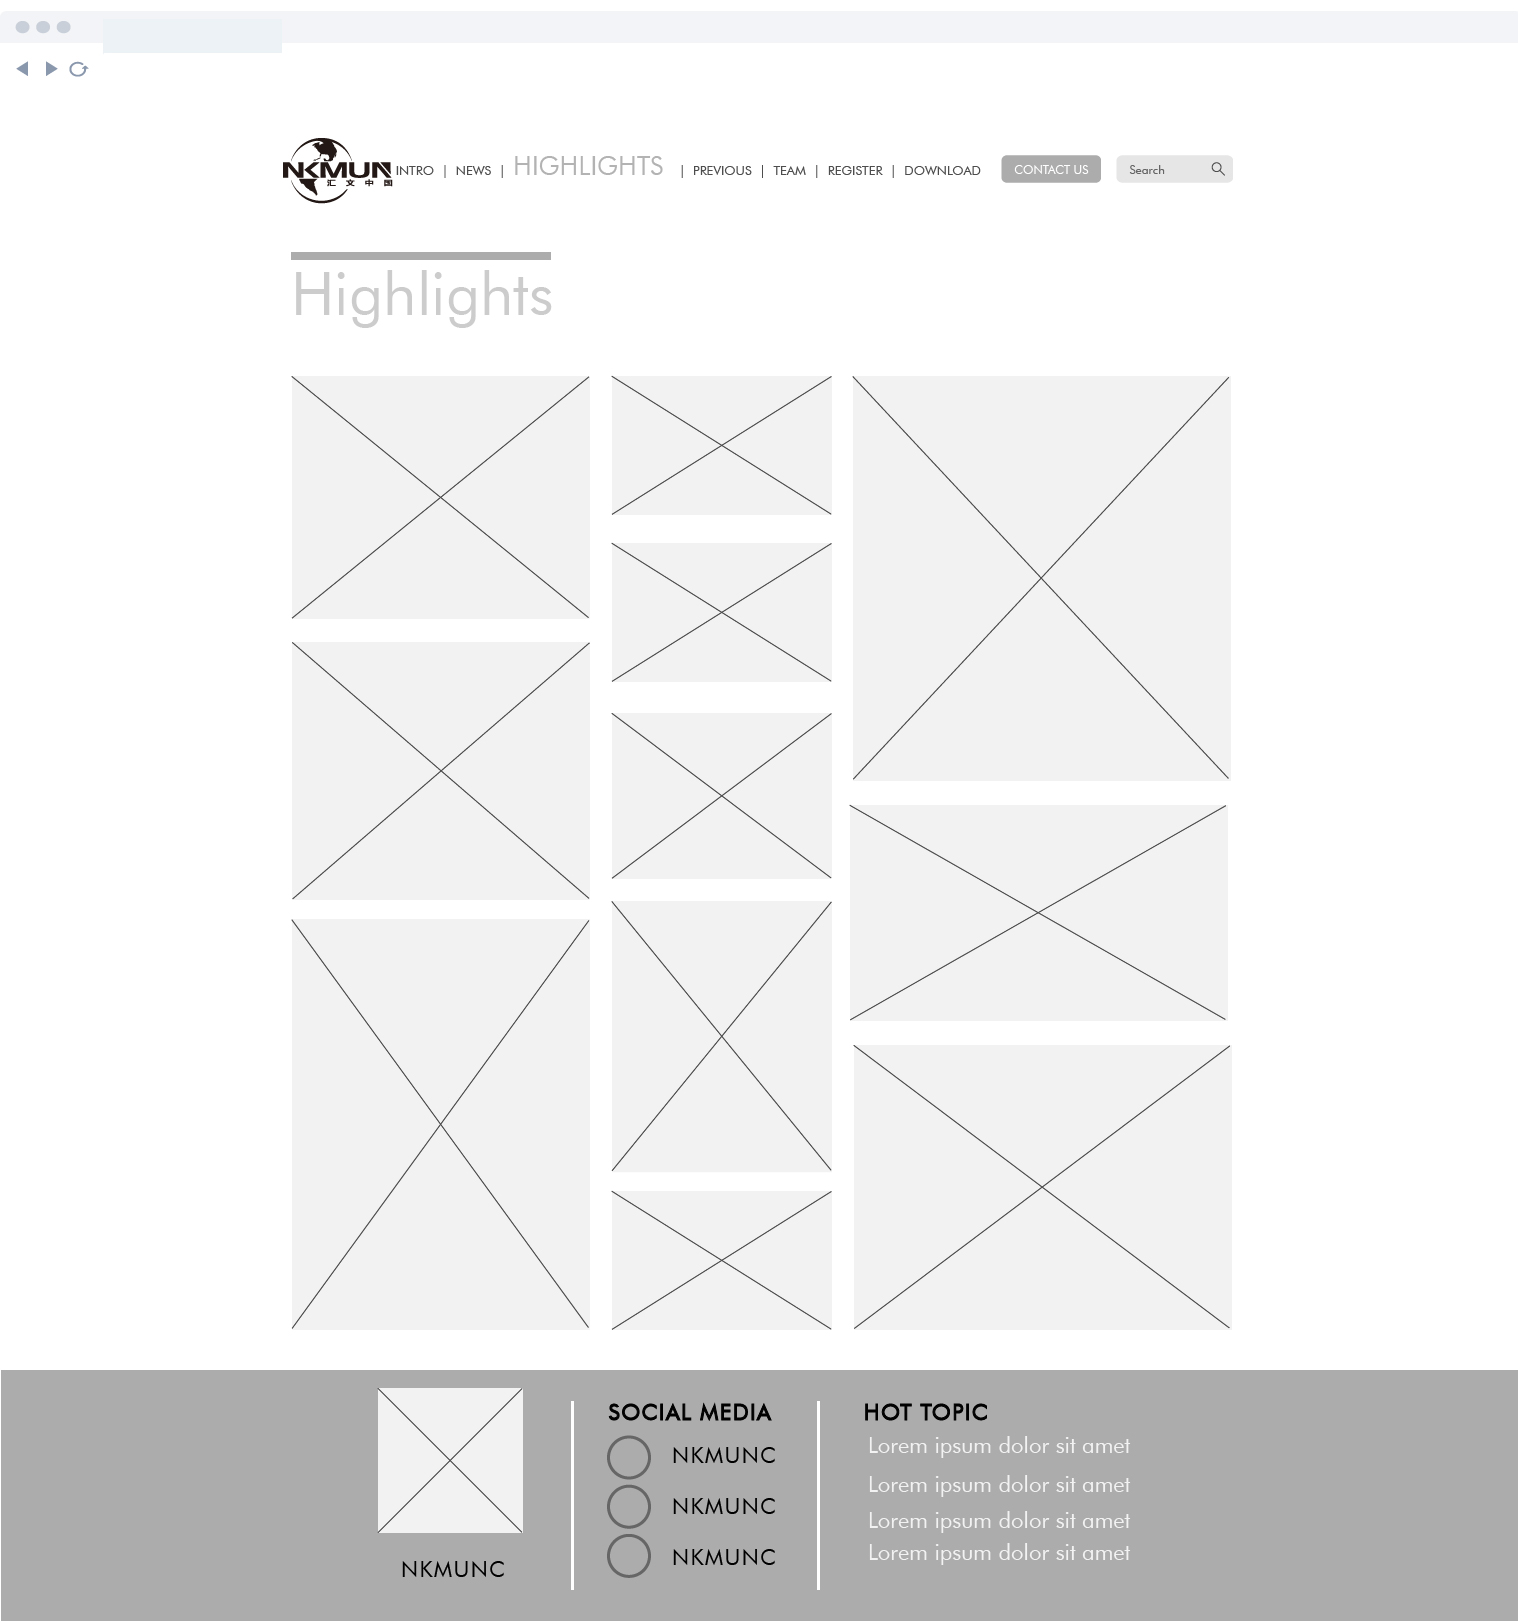 NKMUN
汇文中国
INTRO | NEWS | HIGHLIGHTS | PREVIOUS | TEAM | REGISTER | DOWNLOAD CONTACT US Search
Highlights
NKMUNC
SOCIAL MEDIA
NKMUNC
NKMUNC
NKMUNC
HOT TOPIC
Lorem ipsum dolor sit amet
Lorem ipsum dolor sit amet
Lorem ipsum dolor sit amet
Lorem ipsum dolor sit amet